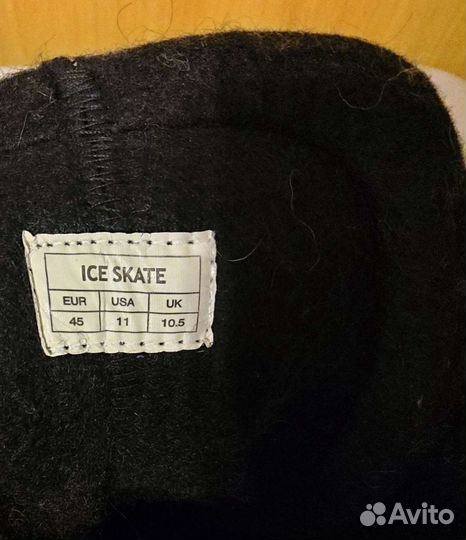 ICE SKATE
EUR USA UK
45 11 10.5
Avito